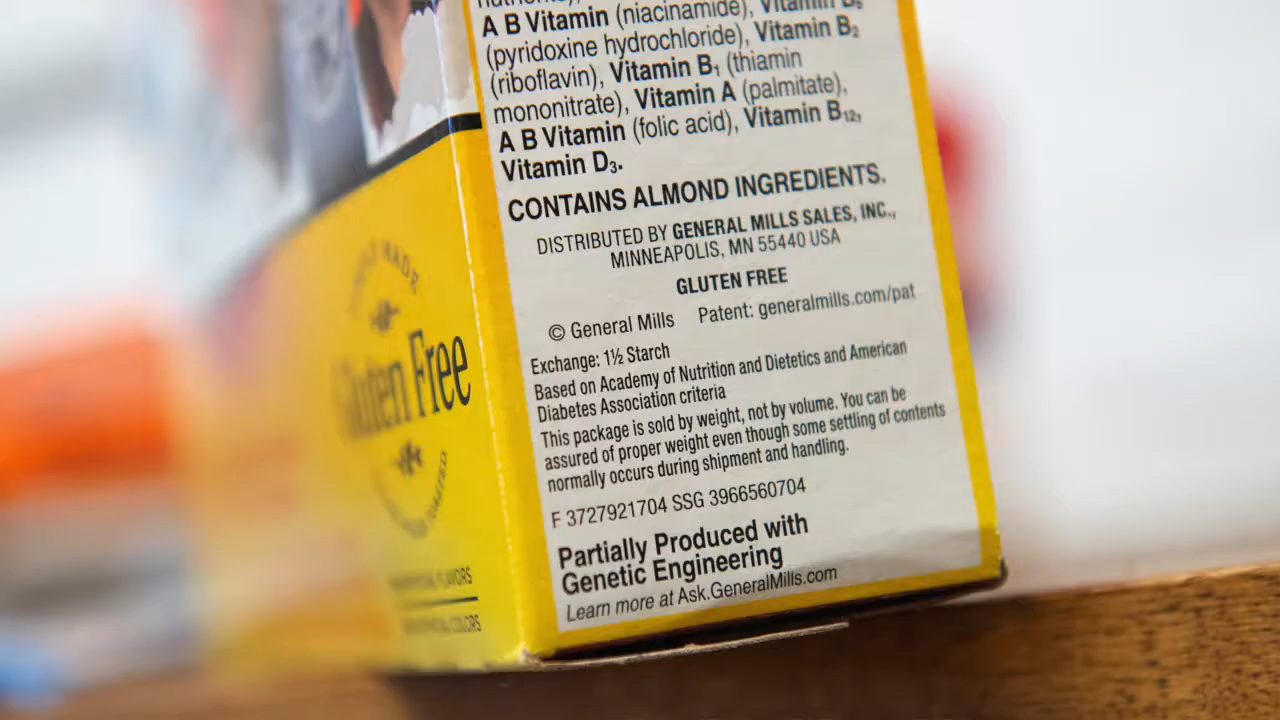 A B Vitamin (niacinamide), Vitamin B₆
(pyridoxine hydrochloride), Vitamin B₂
(riboflavin), Vitamin B₁ (thiamin
mononitrate), Vitamin A (palmitate),
A B Vitamin (folic acid), Vitamin B₁₂,
Vitamin D₃.
CONTAINS ALMOND INGREDIENTS.
DISTRIBUTED BY GENERAL MILLS SALES, INC.,
MINNEAPOLIS, MN 55440 USA
GLUTEN FREE
© General Mills Patent: generalmills.com/pat
Exchange: 1½ Starch
Based on Academy of Nutrition and Dietetics and American
Diabetes Association criteria
This package is sold by weight, not by volume. You can be
assured of proper weight even though some settling of contents
normally occurs during shipment and handling.
F 3727921704 SSG 3966560704
Partially Produced with
Genetic Engineering
Learn more at Ask.GeneralMills.com
MADE
Gluten Free
FLAVORS
COLORS